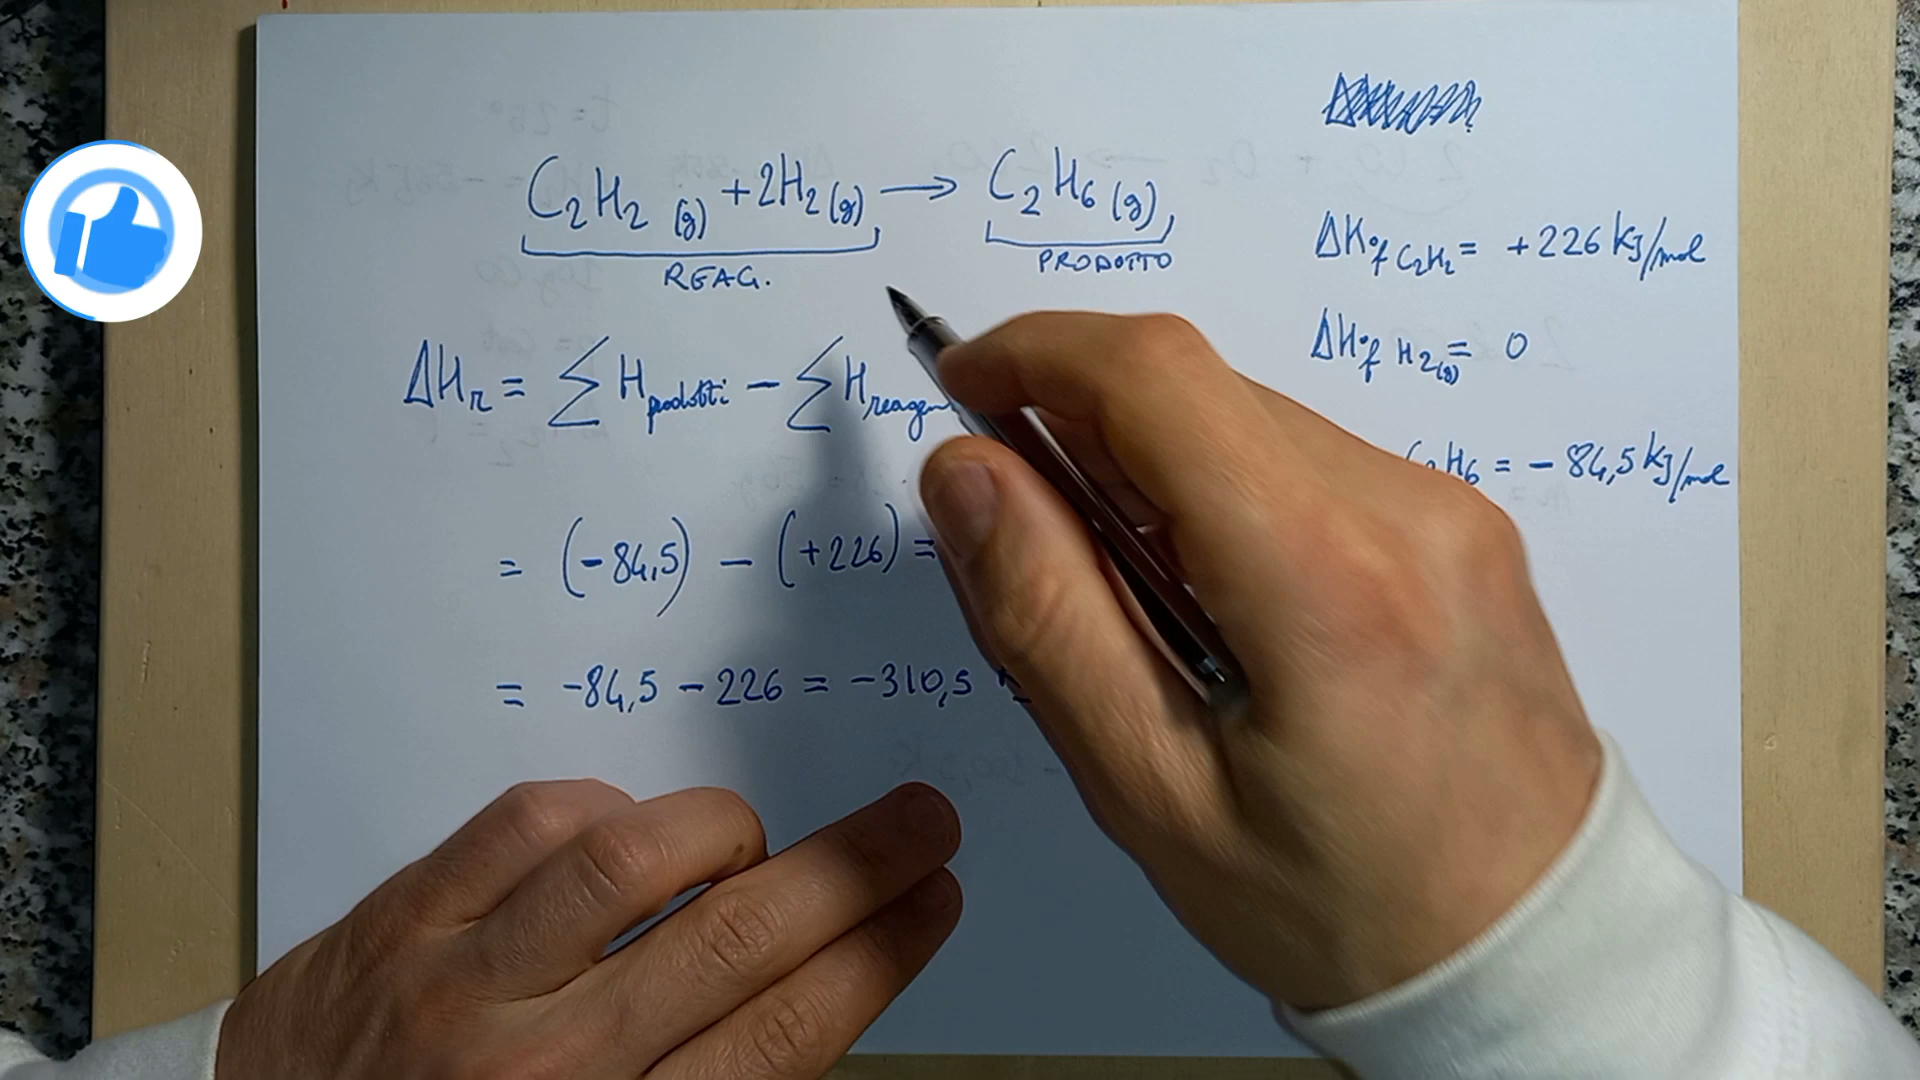 C₂H₂ (g) + 2H₂ (g) → C₂H₆ (g)
REAG. PRODOTTO
ΔH°f C₂H₂ = +226 kJ/mol
ΔH°f H₂(g) = 0
C₂H₆ = - 84,5 kJ/mol
ΔHr = ∑ Hprodotti - ∑ H
= (-84,5) - (+226) =
= -84,5 - 226 = -310,5